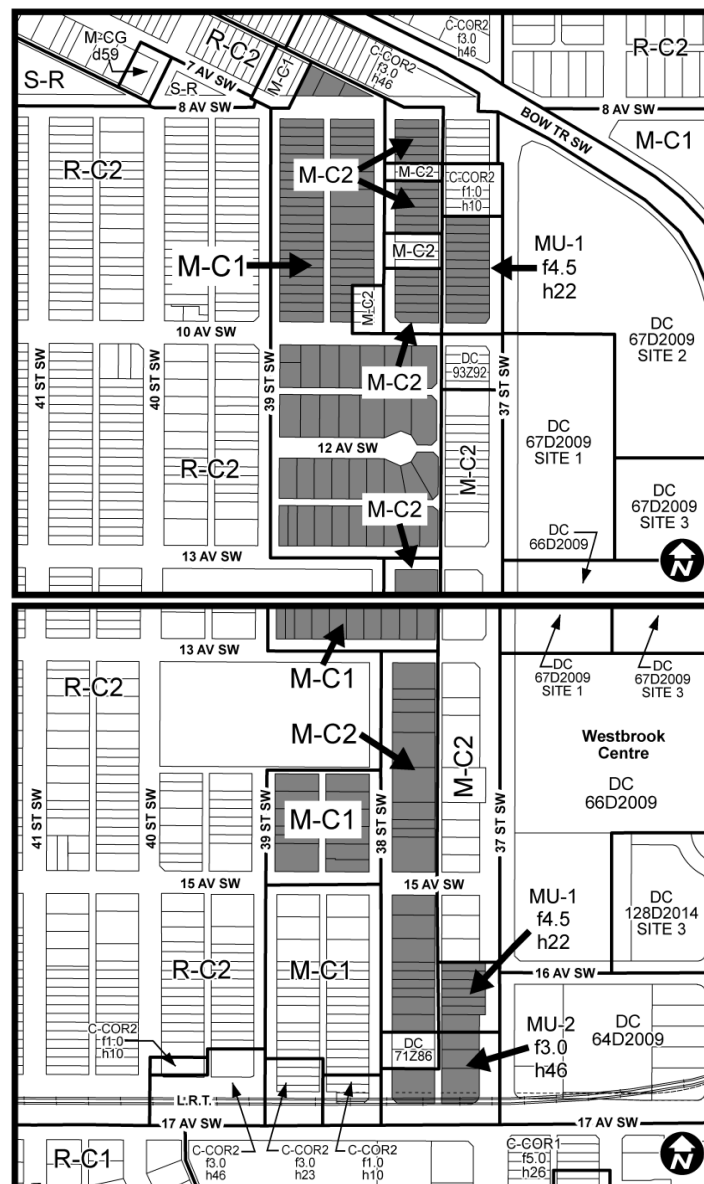 M-CG
d59
R-C2
C-COR2
f3.0
h46
C-COR2
f3.0
h46
R-C2
S-R
7 AV SW
M-C1
S-R
8 AV SW
8 AV SW
BOW TR SW
M-C1
R-C2
M-C2
M-C2
C-COR2
f1.0
h10
M-C1
M-C2
MU-1
f4.5
h22
M-C2
10 AV SW
DC
67D2009
SITE 2
41 ST SW
40 ST SW
39 ST SW
M-C2
DC
93Z92
37 ST SW
12 AV SW
DC
67D2009
SITE 1
R-C2
M-C2
M-C2
DC
67D2009
SITE 3
DC
66D2009
13 AV SW
N
13 AV SW
M-C1
DC
67D2009
SITE 1
DC
67D2009
SITE 3
R-C2
M-C2
M-C2
Westbrook
Centre
DC
66D2009
41 ST SW
40 ST SW
39 ST SW
M-C1
38 ST SW
37 ST SW
15 AV SW
15 AV SW
MU-1
f4.5
h22
DC
128D2014
SITE 3
R-C2
M-C1
16 AV SW
C-COR2
f1.0
h10
DC
71Z86
MU-2
f3.0
h46
DC
64D2009
L.R.T.
17 AV SW
17 AV SW
R-C1
C-COR2
f3.0
h46
C-COR2
f3.0
h23
C-COR2
f1.0
h10
C-COR1
f5.0
h26
N